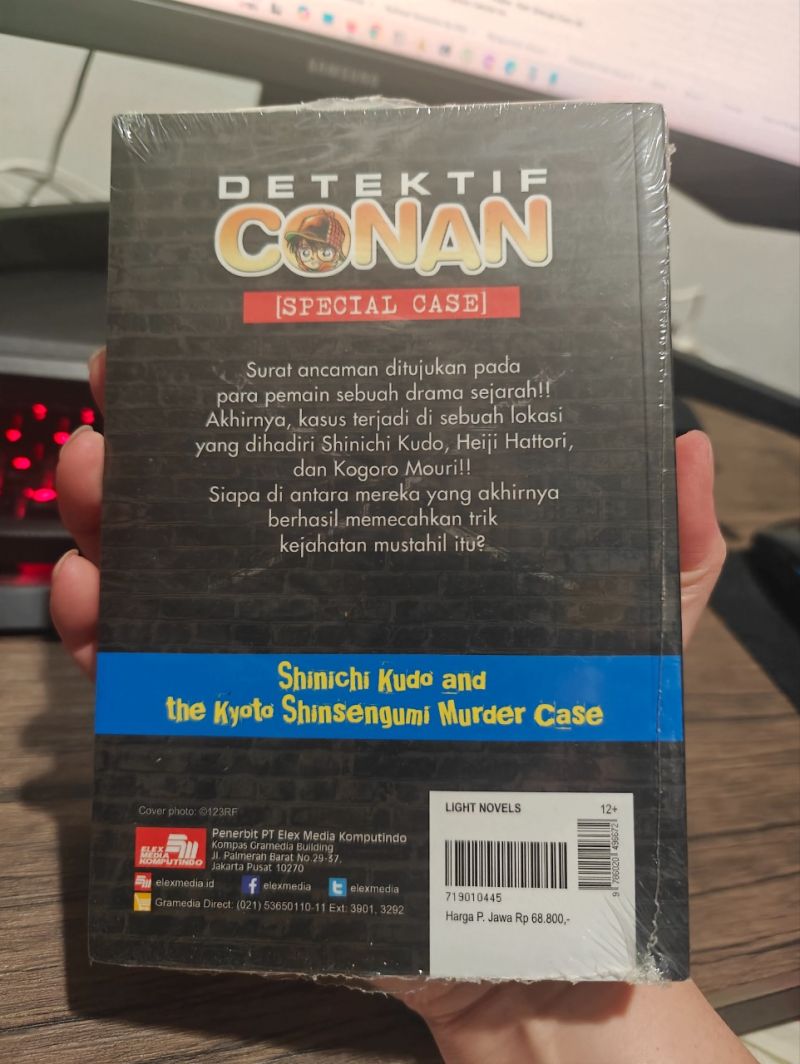 SAMSUNG
DETEKTIF
CONAN
[SPECIAL CASE]
Surat ancaman ditujukan pada
para pemain sebuah drama sejarah!!
Akhirnya, kasus terjadi di sebuah lokasi
yang dihadiri Shinichi Kudo, Heiji Hattori,
dan Kogoro Mouri!!
Siapa di antara mereka yang akhirnya
berhasil memecahkan trik
kejahatan mustahil itu?
Shinichi Kudo and
the Kyoto Shinsengumi Murder Case
Cover photo: ©123RF
ELEX
MEDIA
KOMPUTINDO
Penerbit PT Elex Media Komputindo
Kompas Gramedia Building
Jl. Palmerah Barat No 29-37,
Jakarta Pusat 10270
elexmedia.id
elexmedia
elexmedia
Gramedia Direct: (021) 53650110-11 Ext: 3901, 3292
LIGHT NOVELS 12+
719010445
Harga P. Jawa Rp 68.800,-